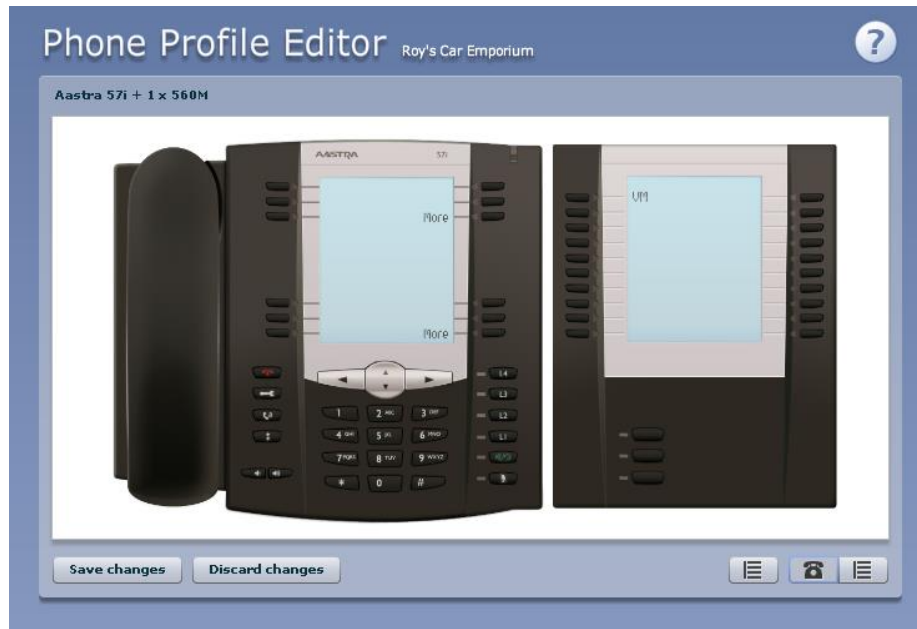 Phone Profile Editor Roy's Car Emporium ?
Aastra 57i + 1 x 560M
AASTRA 57i
VM
More
More
L4
L3
1 2 ABC 3 DEF L2
4 GHI 5 JKL 6 MNO L1
7 PQRS 8 TUV 9 WXYZ
* 0 #
Save changes Discard changes